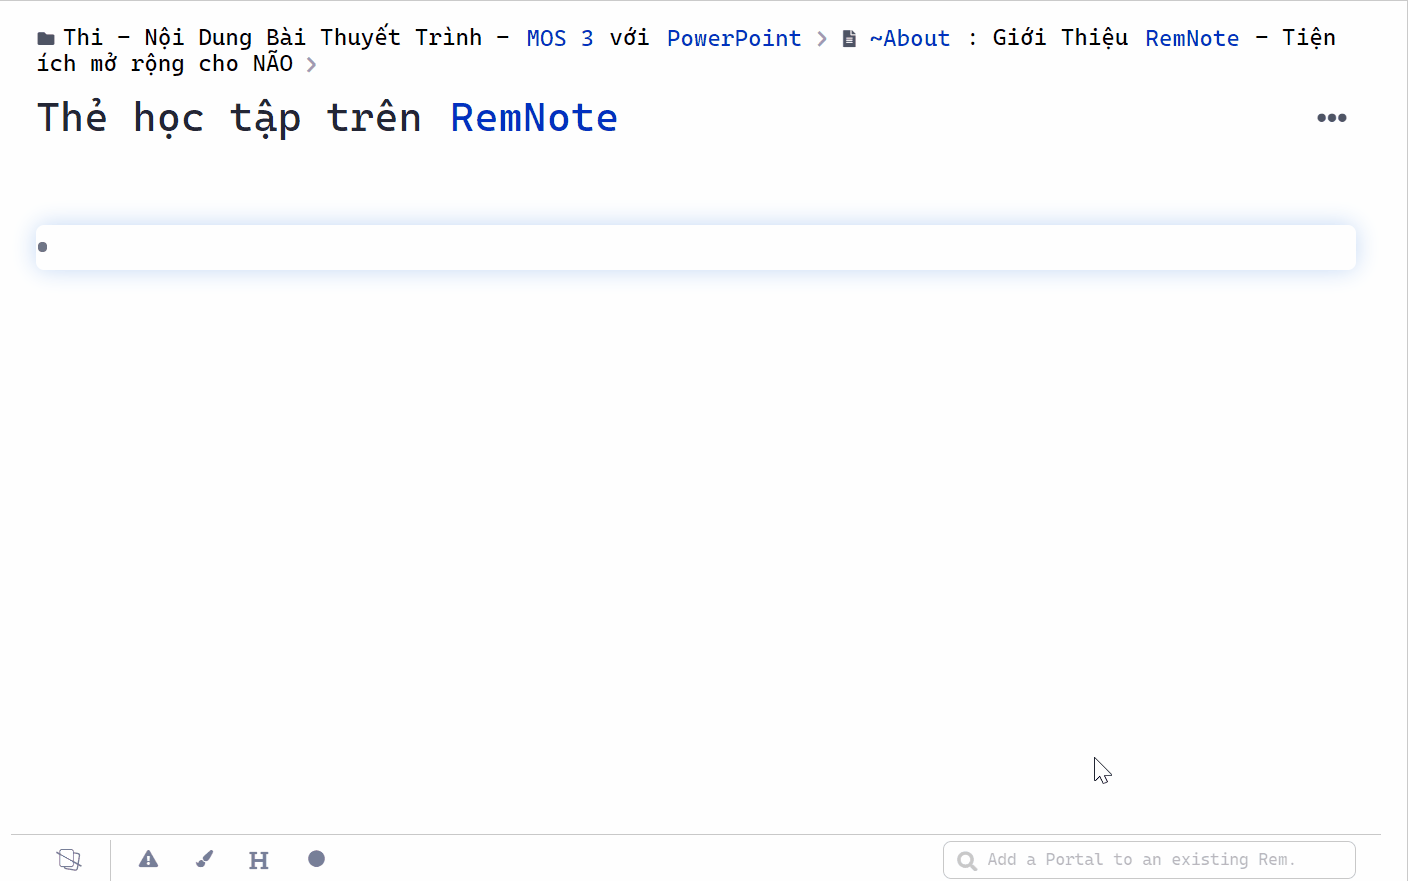 Thi – Nội Dung Bài Thuyết Trình – MOS 3 với PowerPoint > ~About : Giới Thiệu RemNote – Tiện
ích mở rộng cho NÃO >
Thẻ học tập trên RemNote
Add a Portal to an existing Rem.